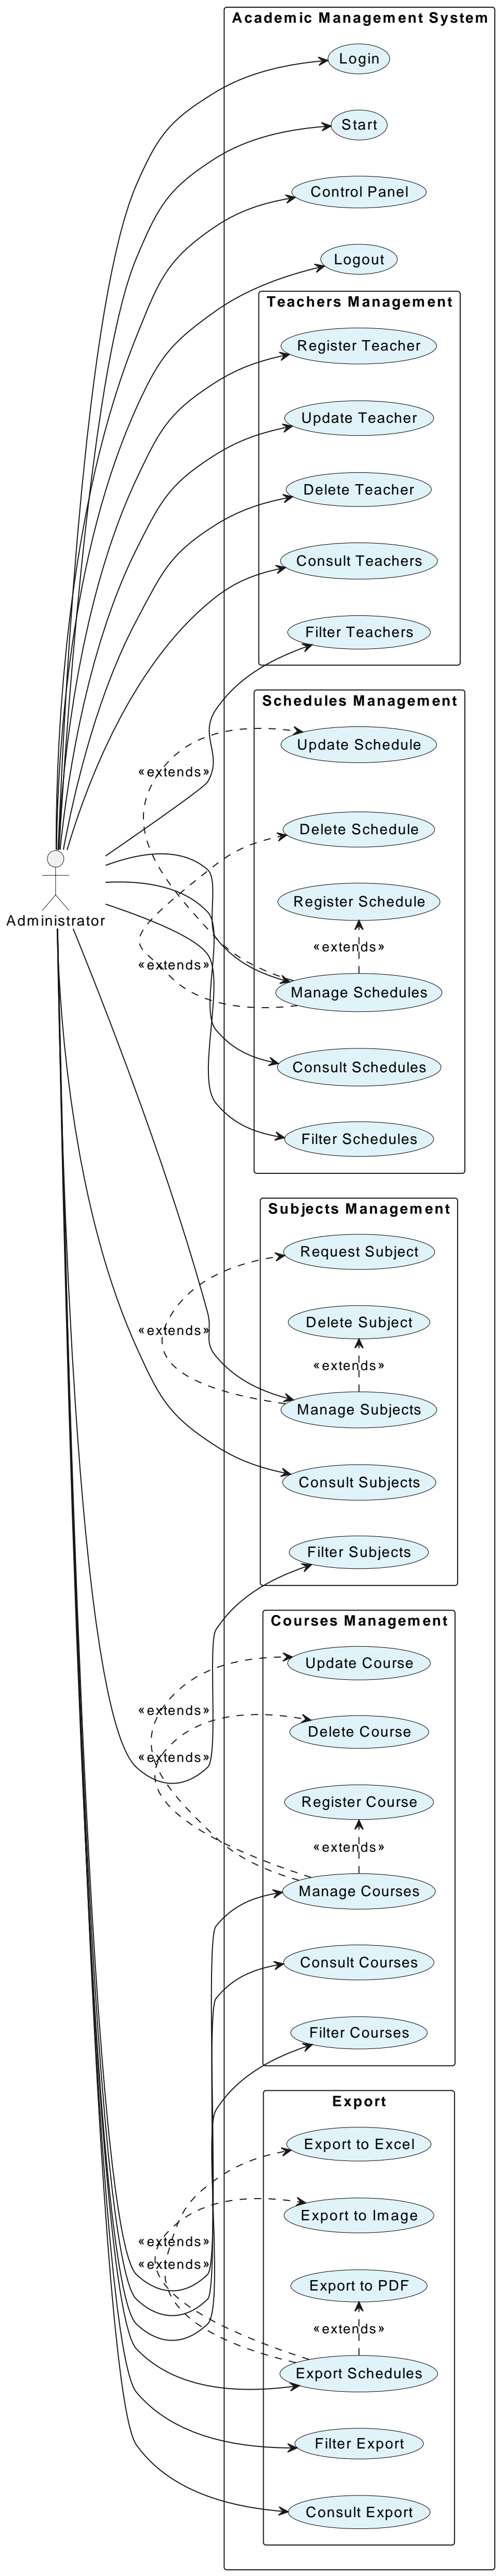 Academic Management System
Login
Start
Control Panel
Logout
Teachers Management
Register Teacher
Update Teacher
Delete Teacher
Consult Teachers
Filter Teachers
Schedules Management
Update Schedule
«extends»
Delete Schedule
Administrator
Register Schedule
«extends»
«extends»
Manage Schedules
Consult Schedules
Filter Schedules
Subjects Management
Request Subject
Delete Subject
«extends»
«extends»
Manage Subjects
Consult Subjects
Filter Subjects
Courses Management
Update Course
«extends»
Delete Course
«extends»
Register Course
«extends»
Manage Courses
Consult Courses
Filter Courses
Export
Export to Excel
Export to Image
«extends»
«extends»
Export to PDF
«extends»
Export Schedules
Filter Export
Consult Export